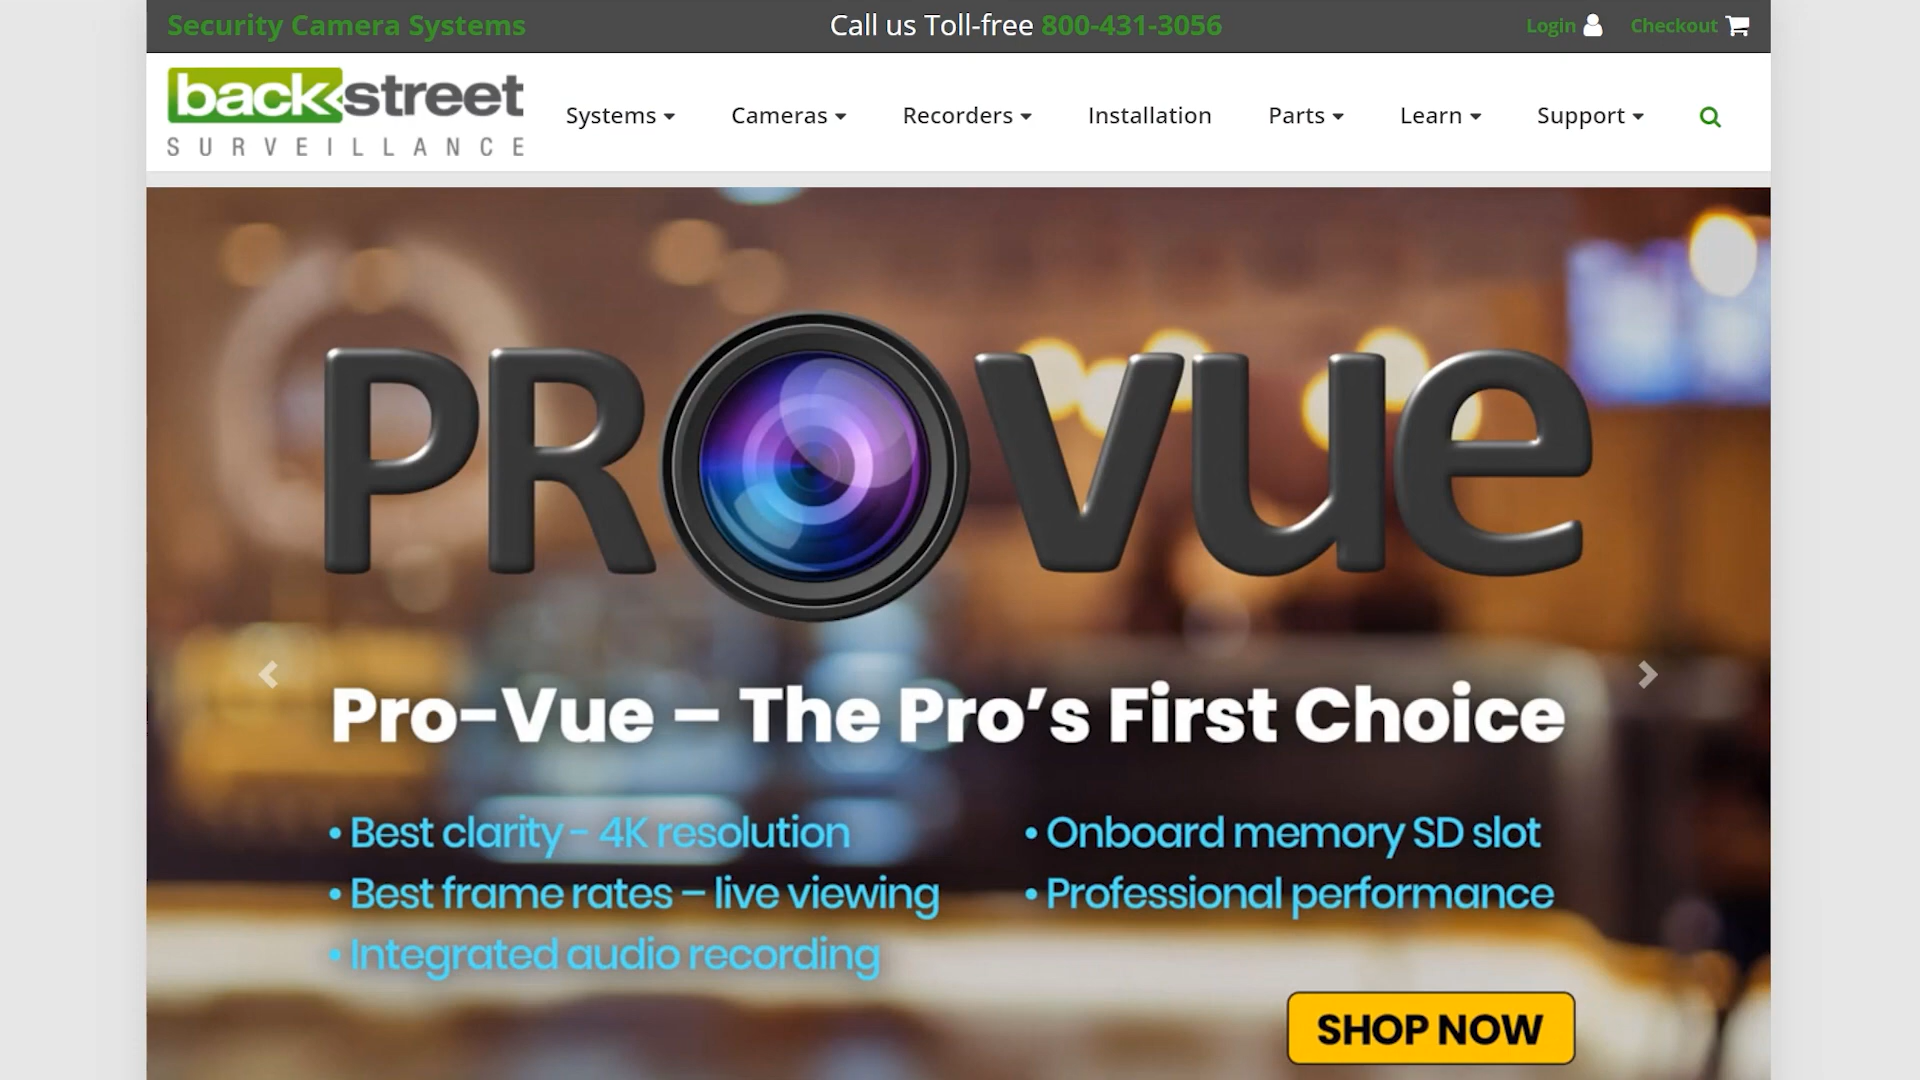 Security Camera Systems
Call us Toll-free 800-431-3056
Login
Checkout
backstreet
SURVEILLANCE
Systems
Cameras
Recorders
Installation
Parts
Learn
Support
PROvue
Pro-Vue – The Pro’s First Choice
• Best clarity - 4K resolution
• Best frame rates – live viewing
• Integrated audio recording
• Onboard memory SD slot
• Professional performance
SHOP NOW